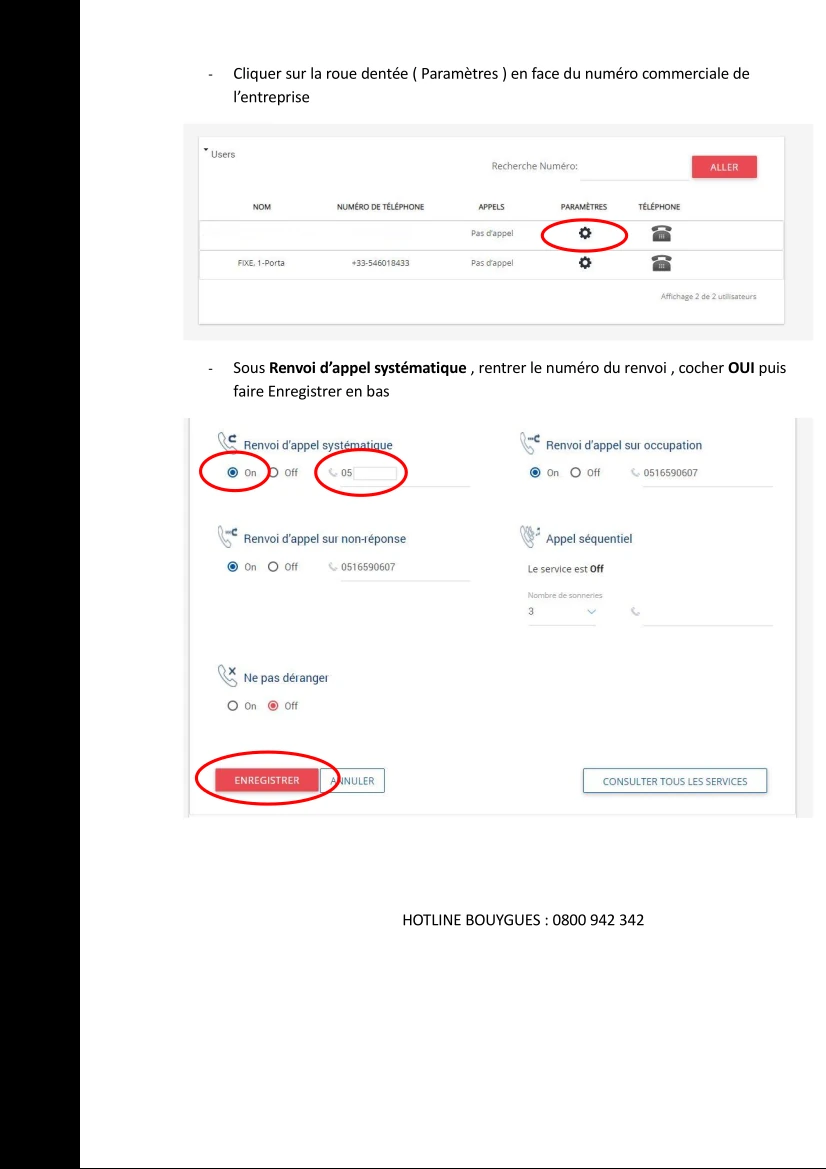 - Cliquer sur la roue dentée ( Paramètres ) en face du numéro commerciale de
l’entreprise
Users
Recherche Numéro:
ALLER
NOM NUMÉRO DE TÉLÉPHONE APPELS PARAMÈTRES TÉLÉPHONE
Pas d'appel
FIXE, 1-Porta +33-546018433 Pas d'appel
Affichage 2 de 2 utilisateurs
- Sous Renvoi d’appel systématique , rentrer le numéro du renvoi , cocher OUI puis
faire Enregistrer en bas
Renvoi d'appel systématique
On Off 05
Renvoi d'appel sur occupation
On Off 0516590607
Renvoi d'appel sur non-réponse
On Off 0516590607
Appel séquentiel
Le service est Off
Nombre de sonneries
3
Ne pas déranger
On Off
ENREGISTRER ANNULER CONSULTER TOUS LES SERVICES
HOTLINE BOUYGUES : 0800 942 342